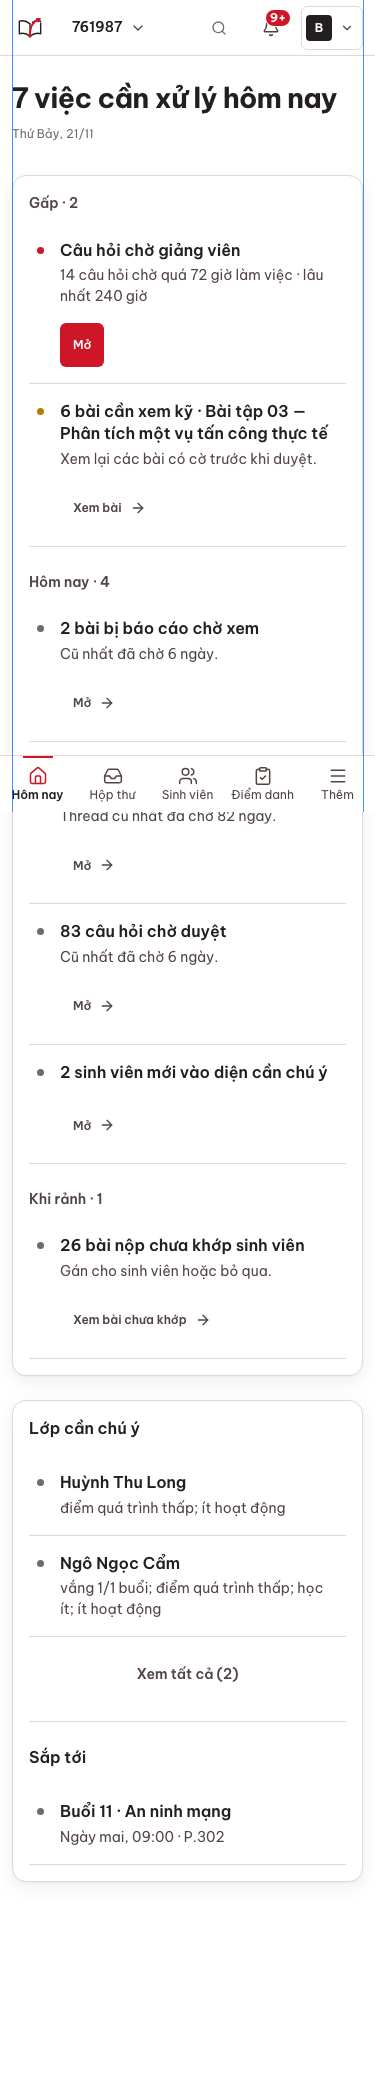 761987
9+
B
7 việc cần xử lý hôm nay
Thứ Bảy, 21/11
Gấp · 2
Câu hỏi chờ giảng viên
14 câu hỏi chờ quá 72 giờ làm việc · lâu
nhất 240 giờ
Mở
6 bài cần xem kỹ · Bài tập 03 —
Phân tích một vụ tấn công thực tế
Xem lại các bài có cờ trước khi duyệt.
Xem bài
Hôm nay · 4
2 bài bị báo cáo chờ xem
Cũ nhất đã chờ 6 ngày.
Mở
Hôm nay
Hộp thư
Sinh viên
Điểm danh
Thêm
Thread cũ nhất đã chờ 82 ngày.
Mở
83 câu hỏi chờ duyệt
Cũ nhất đã chờ 6 ngày.
Mở
2 sinh viên mới vào diện cần chú ý
Mở
Khi rảnh · 1
26 bài nộp chưa khớp sinh viên
Gán cho sinh viên hoặc bỏ qua.
Xem bài chưa khớp
Lớp cần chú ý
Huỳnh Thu Long
điểm quá trình thấp; ít hoạt động
Ngô Ngọc Cẩm
vắng 1/1 buổi; điểm quá trình thấp; học
ít; ít hoạt động
Xem tất cả (2)
Sắp tới
Buổi 11 · An ninh mạng
Ngày mai, 09:00 · P.302